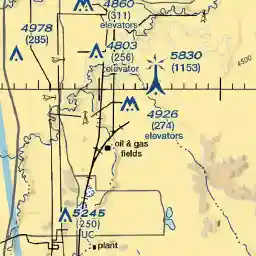 4860
(311)
elevators
4978
(285)
4803
(256)
elevator
5830
(1153)
4500
4926
(274)
elevators
oil & gas
fields
5245
(250)
UC
plant